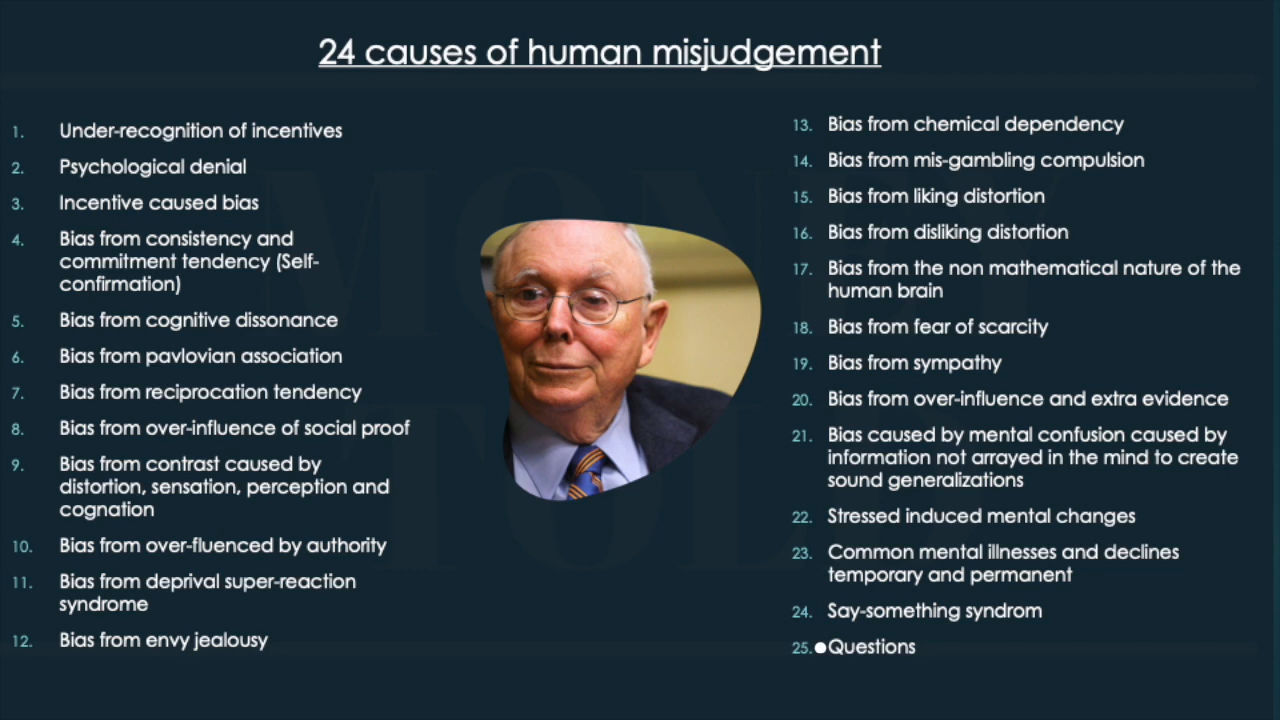 24 causes of human misjudgement
1. Under-recognition of incentives
2. Psychological denial
3. Incentive caused bias
4. Bias from consistency and
commitment tendency (Self-
confirmation)
5. Bias from cognitive dissonance
6. Bias from pavlovian association
7. Bias from reciprocation tendency
8. Bias from over-influence of social proof
9. Bias from contrast caused by
distortion, sensation, perception and
cognation
10. Bias from over-fluenced by authority
11. Bias from deprival super-reaction
syndrome
12. Bias from envy jealousy
13. Bias from chemical dependency
14. Bias from mis-gambling compulsion
15. Bias from liking distortion
16. Bias from disliking distortion
17. Bias from the non mathematical nature of the
human brain
18. Bias from fear of scarcity
19. Bias from sympathy
20. Bias from over-influence and extra evidence
21. Bias caused by mental confusion caused by
information not arrayed in the mind to create
sound generalizations
22. Stressed induced mental changes
23. Common mental illnesses and declines
temporary and permanent
24. Say-something syndrom
25. Questions